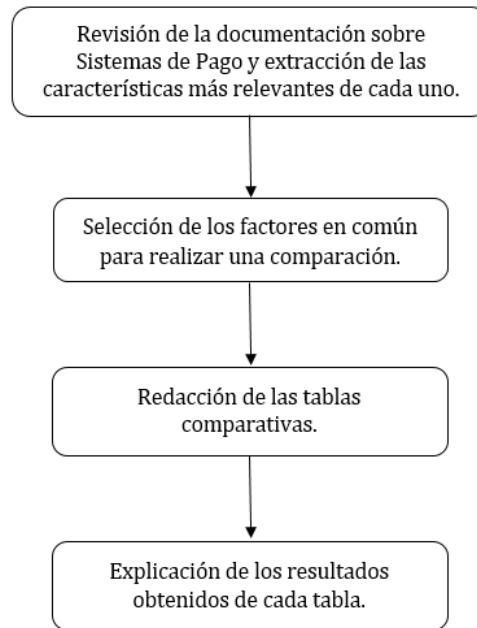 Revisión de la documentación sobre
Sistemas de Pago y extracción de las
características más relevantes de cada uno.
Selección de los factores en común
para realizar una comparación.
Redacción de las tablas
comparativas.
Explicación de los resultados
obtenidos de cada tabla.